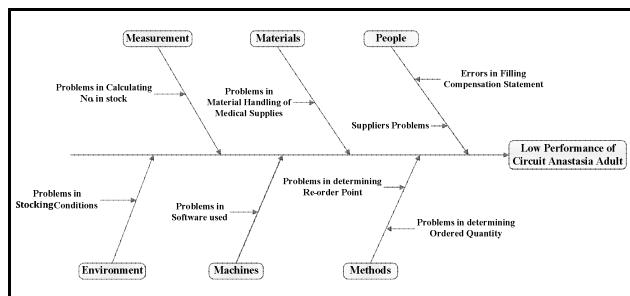 Measurement
Materials
People
Problems in Calculating
No. in stock
Problems in
Material Handling of
Medical Supplies
Errors in Filling
Compensation Statement
Suppliers Problems
Low Performance of
Circuit Anastasia Adult
Problems in
Stocking Conditions
Problems in
Software used
Problems in determining
Re-order Point
Problems in determining
Ordered Quantity
Environment
Machines
Methods